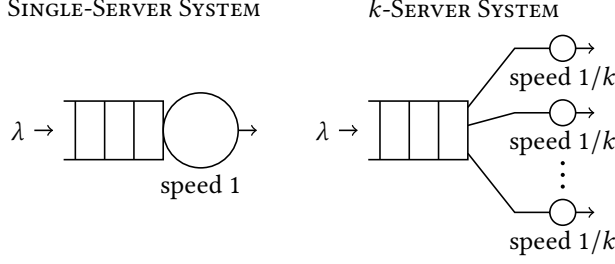 SINGLE-SERVER SYSTEM
λ
speed 1
k-SERVER SYSTEM
λ
speed 1/k
speed 1/k
speed 1/k